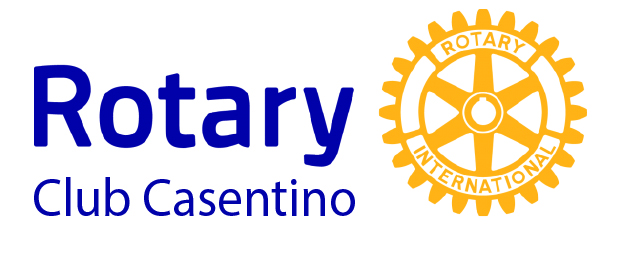 Rotary
Club Casentino
ROTARY
INTERNATIONAL